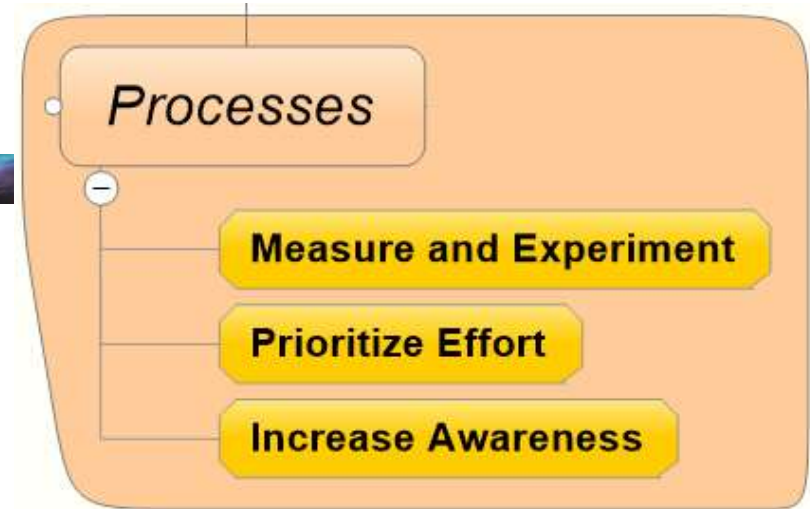 Processes
Measure and Experiment
Prioritize Effort
Increase Awareness